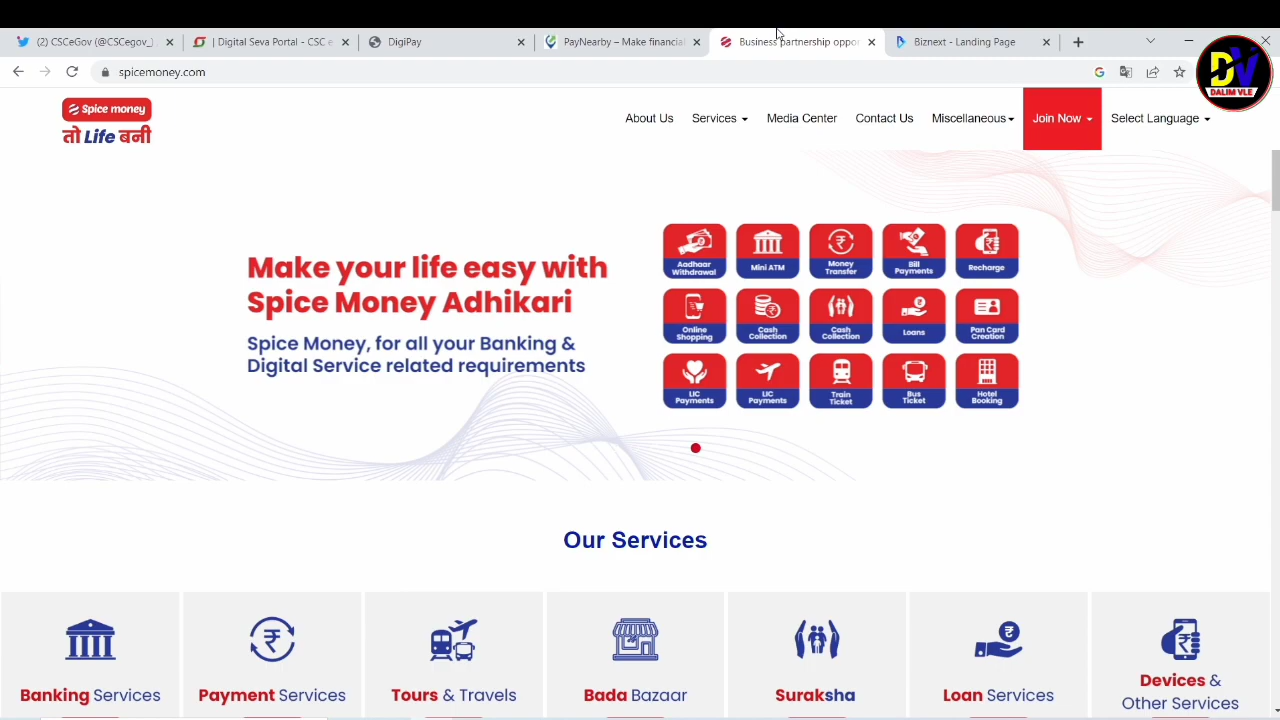 (2) CSCeGov (@CSCegov_)
| Digital Seva Portal - CSC e
DigiPay
PayNearby – Make financial
Business partnership oppor
Biznext - Landing Page
spicemoney.com
DV
DALIM VLE
Spice money
तो Life बनी
About Us
Services
Media Center
Contact Us
Miscellaneous
Join Now
Select Language
Make your life easy with
Spice Money Adhikari
Spice Money, for all your Banking &
Digital Service related requirements
Aadhaar
Withdrawal
Mini ATM
Money
Transfer
Bill
Payments
Recharge
Online
Shopping
Cash
Collection
Cash
Collection
Loans
Pan Card
Creation
LIC
Payments
LIC
Payments
Train
Ticket
Bus
Ticket
Hotel
Booking
Our Services
Banking Services
Payment Services
Tours & Travels
Bada Bazaar
Suraksha
Loan Services
Devices &
Other Services